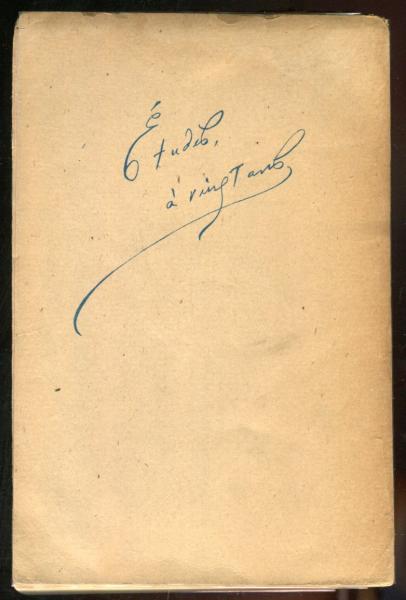 Études,
à vingt ans